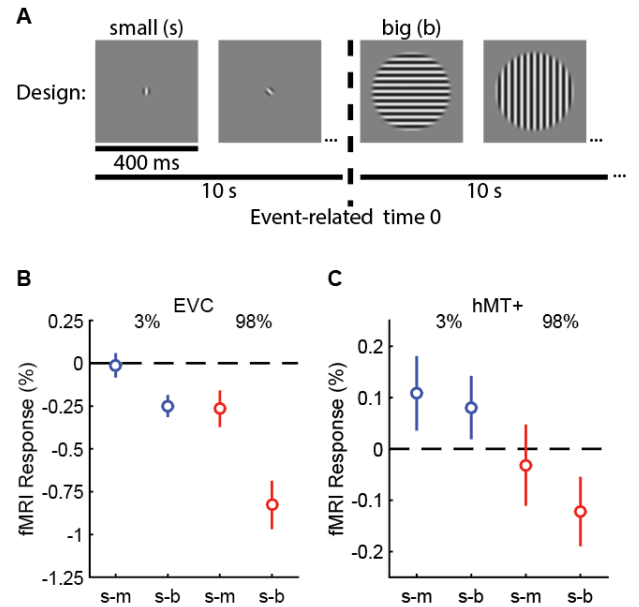 A
small (s) big (b)
Design:
... ...
400 ms
10 s 10 s ...
Event-related time 0
B C
EVC hMT+
3% 98% 3% 98%
fMRI Response (%) fMRI Response (%)
0.25
0
-0.25
-0.5
-0.75
-1
-1.25
s-m s-b s-m s-b
0.2
0.1
0
-0.1
-0.2
s-m s-b s-m s-b